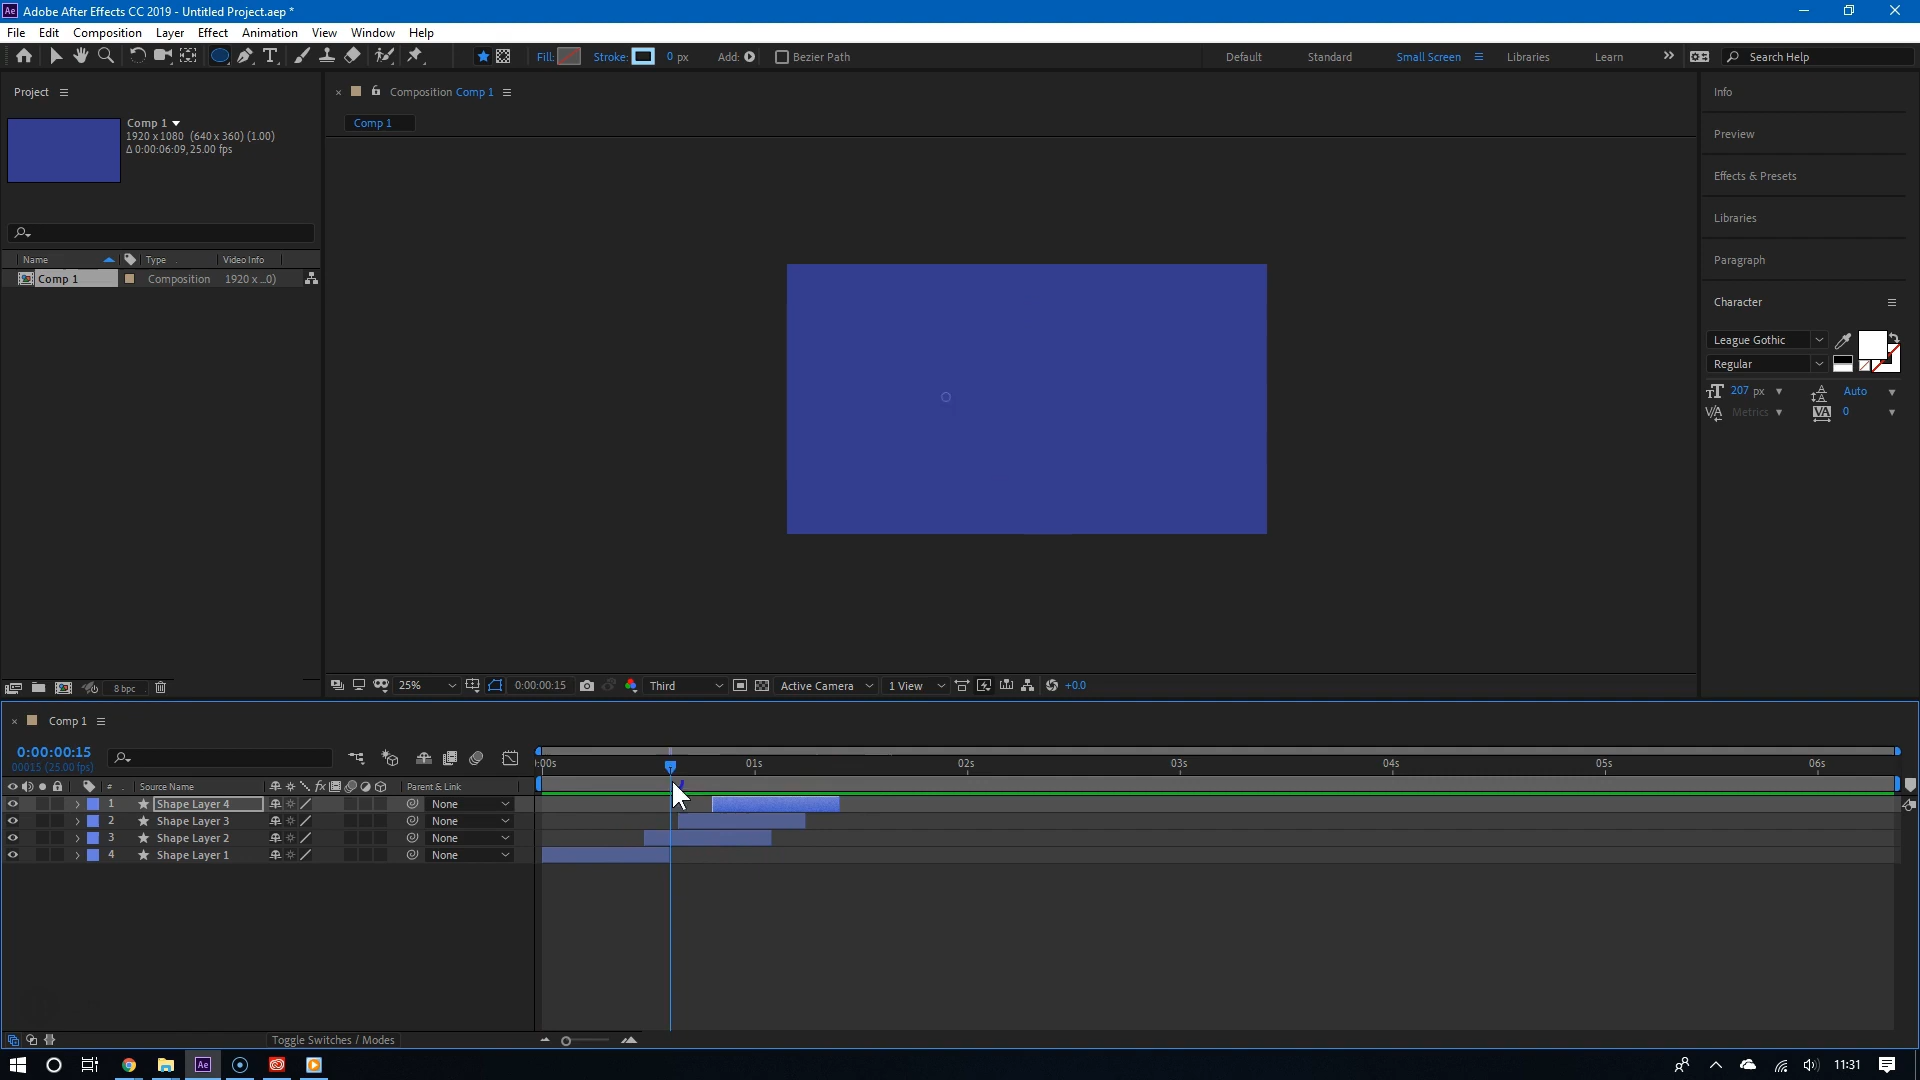 Ae Adobe After Effects CC 2019 - Untitled Project.aep *
File Edit Composition Layer Effect Animation View Window Help
Fill: Stroke: 0 px Add: Bezier Path Default Standard Small Screen Libraries Learn Search Help
Project
Composition Comp 1
Info
Comp 1
1920 x 1080 (640 x 360) (1.00)
Δ 0:00:06:09, 25.00 fps
Comp 1
Preview
Effects & Presets
Libraries
Name Type Video Info
Comp 1 Composition 1920 x ...0)
Paragraph
Character
League Gothic
Regular
207 px Auto
Metrics 0
8 bpc
25% 0:00:00:15 Third Active Camera 1 View +0.0
Comp 1
0:00:00:15
00015 (25.00 fps)
:00s 01s 02s 03s 04s 05s 06s
# Source Name fx Parent & Link
1 Shape Layer 4 None
2 Shape Layer 3 None
3 Shape Layer 2 None
4 Shape Layer 1 None
Toggle Switches / Modes
Ae 11:31